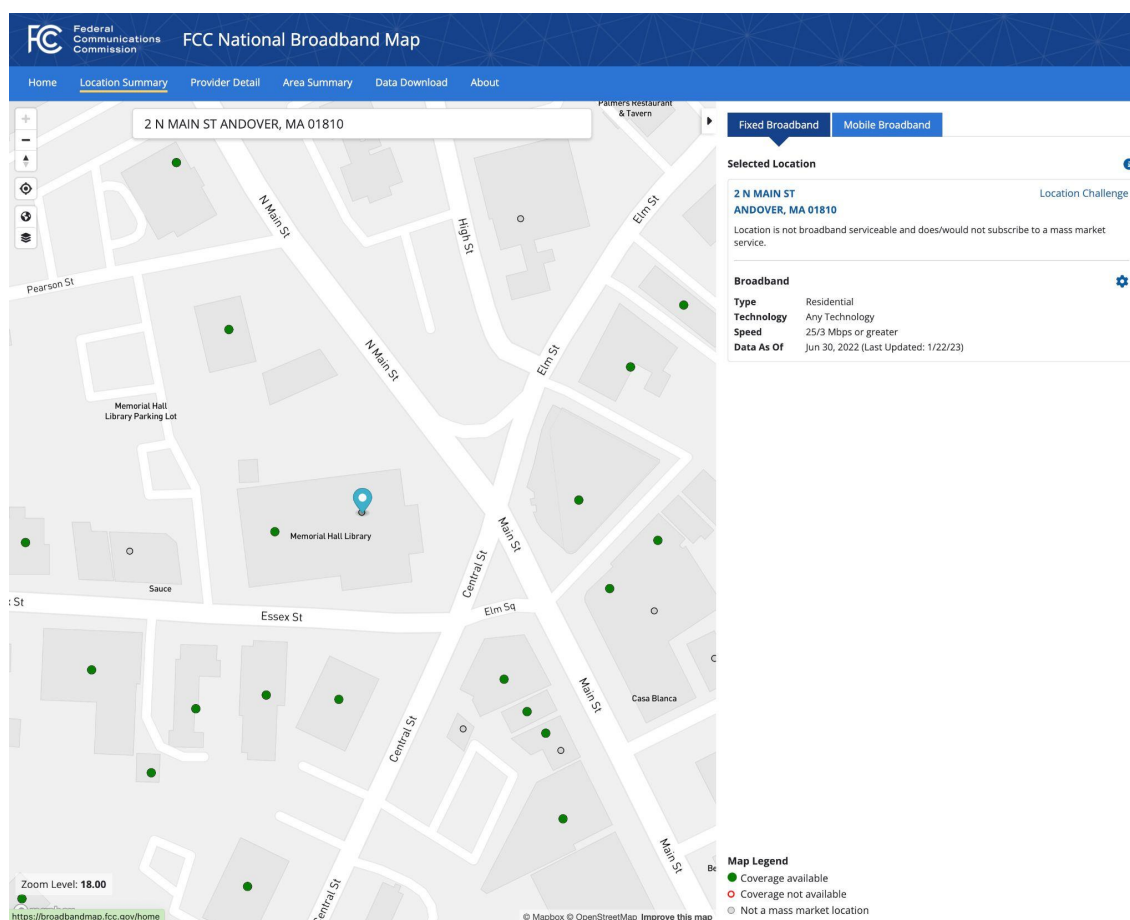 FCC
Federal
Communications
Commission
FCC National Broadband Map
Home Location Summary Provider Detail Area Summary Data Download About
2 N MAIN ST ANDOVER, MA 01810
Palmers Restaurant
& Tavern
N Main St
High St
Elm St
Pearson St
N Main St
Elm St
Memorial Hall
Library Parking Lot
Memorial Hall Library
Main St
Central St
Sauce
St
Essex St
Elm Sq
Main St
Casa Blanca
Central St
Main St
Be
Central St
Zoom Level: 18.00
https://broadbandmap.fcc.gov/home
© Mapbox © OpenStreetMap Improve this map
Fixed Broadband Mobile Broadband
Selected Location
2 N MAIN ST Location Challenge
ANDOVER, MA 01810
Location is not broadband serviceable and does/would not subscribe to a mass market
service.
Broadband
Type Residential
Technology Any Technology
Speed 25/3 Mbps or greater
Data As Of Jun 30, 2022 (Last Updated: 1/22/23)
Map Legend
Coverage available
Coverage not available
Not a mass market location